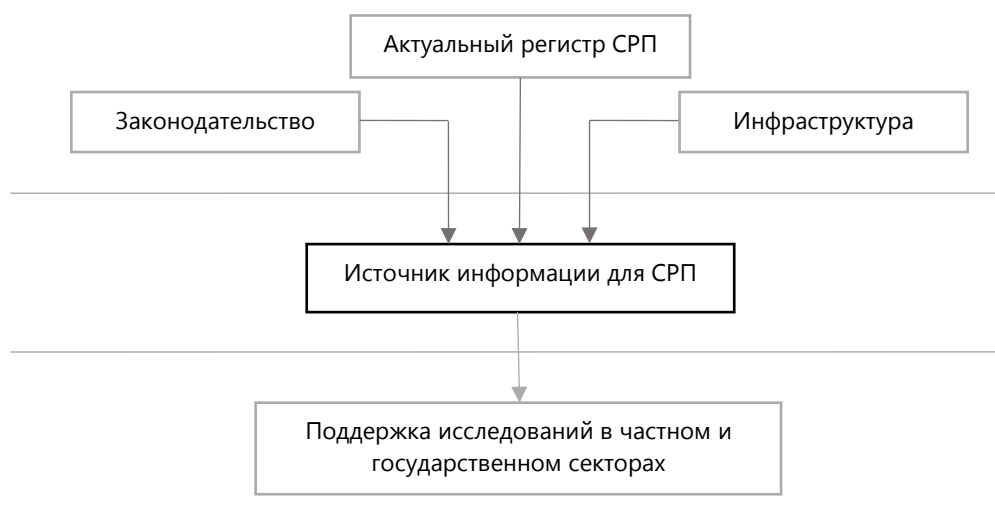 Актуальный регистр СРП
Законодательство
Инфраструктура
Источник информации для СРП
Поддержка исследований в частном и
государственном секторах